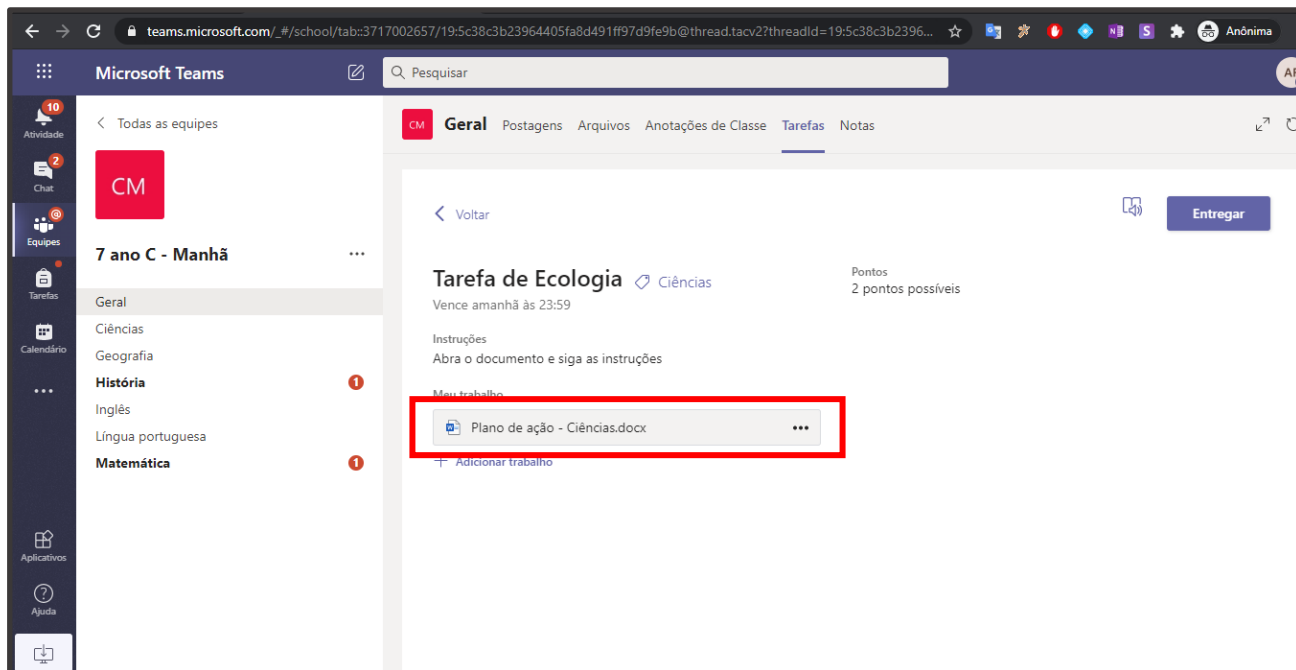 teams.microsoft.com/_#/school/tab::3717002657/19:5c38c3b23964405fa8d491ff97d9fe9b@thread.tacv2?threadId=19:5c38c3b2396...
Anônima
Microsoft Teams
Pesquisar
AF
10
Atividade
2
Chat
@
Equipes
Tarefas
Calendário
...
Aplicativos
Ajuda
Todas as equipes
CM
7 ano C - Manhã
...
Geral
Ciências
Geografia
História 1
Inglês
Língua portuguesa
Matemática 1
CM Geral Postagens Arquivos Anotações de Classe Tarefas Notas
Voltar
Entregar
Tarefa de Ecologia Ciências
Vence amanhã às 23:59
Pontos
2 pontos possíveis
Instruções
Abra o documento e siga as instruções
Meu trabalho
Plano de ação - Ciências.docx ...
+ Adicionar trabalho